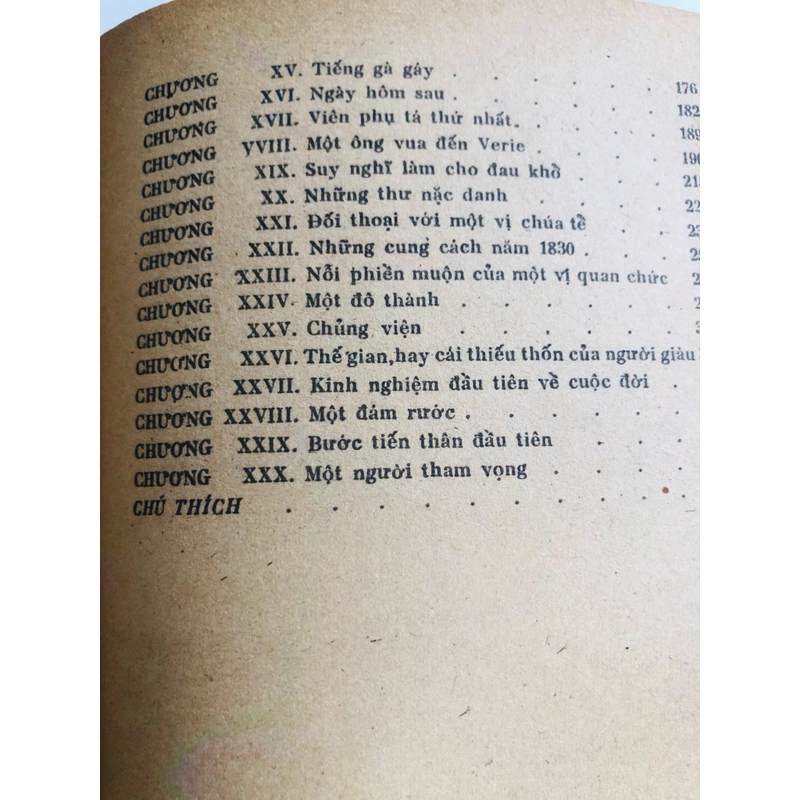 CHƯƠNG XV. Tiếng gà gáy . . . . . . 176
CHƯƠNG XVI. Ngày hôm sau . . . . . . 182
CHƯƠNG XVII. Viên phụ tá thứ nhất . . . . 189
CHƯƠNG XVIII. Một ông vua đến Verie . . . . 196
CHƯƠNG XIX. Suy nghĩ làm cho đau khổ . . . .
CHƯƠNG XX. Những thư nặc danh . . . .
CHƯƠNG XXI. Đối thoại với một vị chúa tề . . .
CHƯƠNG XXII. Những cung cách năm 1830 . . . .
CHƯƠNG XXIII. Nỗi phiền muộn của một vị quan chức
CHƯƠNG XXIV. Một đô thành . . . . .
CHƯƠNG XXV. Chủng viện . . . . .
CHƯƠNG XXVI. Thế gian, hay cái thiếu thốn của người giàu
CHƯƠNG XXVII. Kinh nghiệm đầu tiên về cuộc đời .
CHƯƠNG XXVIII. Một đám rước . . . . . .
CHƯƠNG XXIX. Bước tiến thân đầu tiên . . .
CHƯƠNG XXX. Một người tham vọng . . . .
CHÚ THÍCH . . . . . . . . . . .